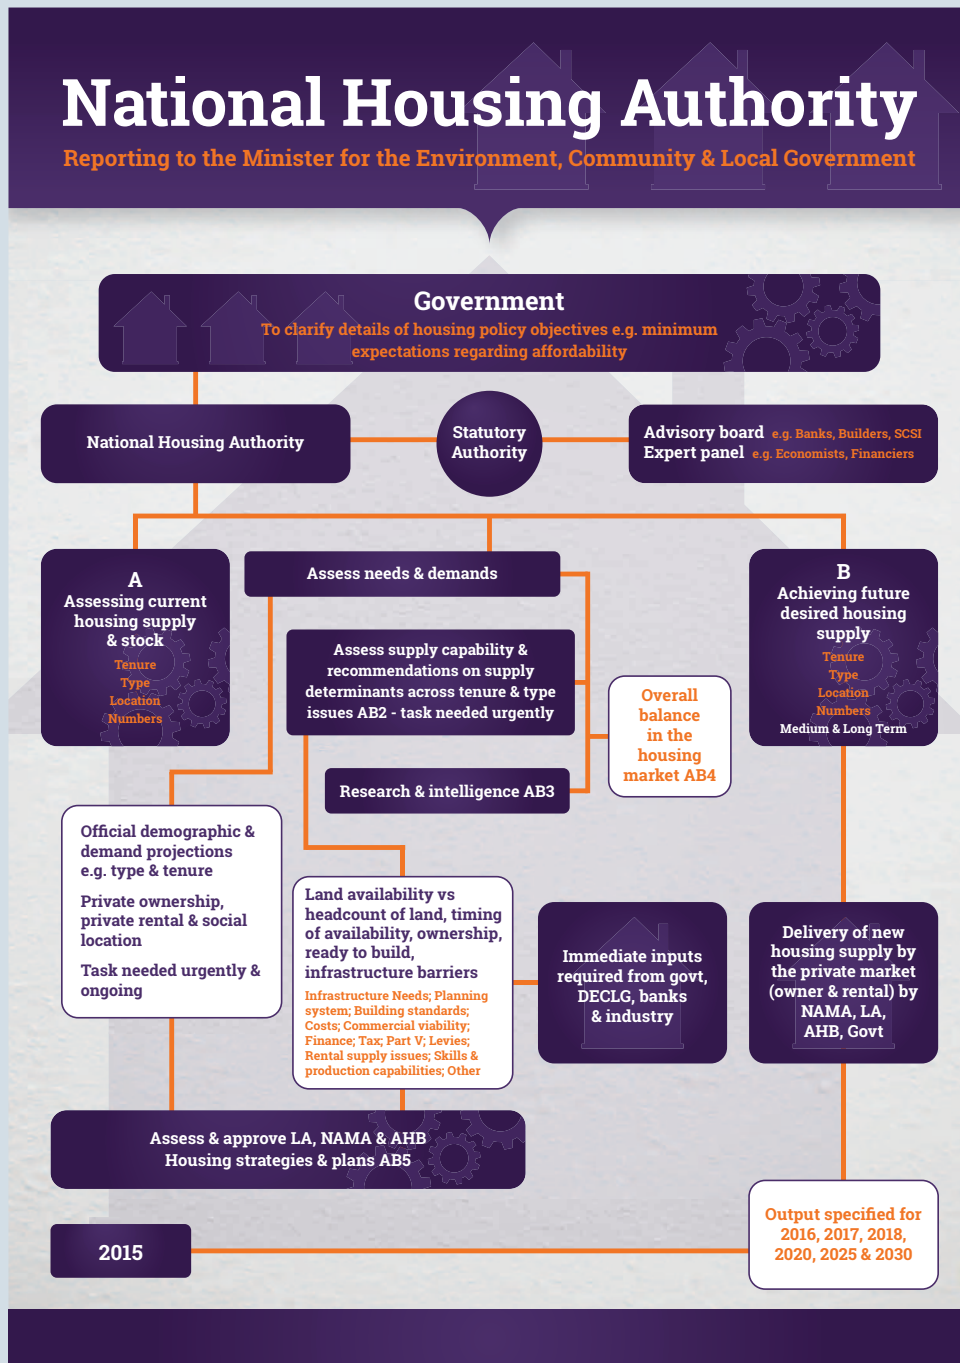 National Housing Authority
Reporting to the Minister for the Environment, Community & Local Government
Government
To clarify details of housing policy objectives e.g. minimum
expectations regarding affordability
National Housing Authority
Statutory
Authority
Advisory board e.g. Banks, Builders, SCSI
Expert panel e.g. Economists, Financiers
A
Assessing current
housing supply
& stock
Tenure
Type
Location
Numbers
Assess needs & demands
Assess supply capability &
recommendations on supply
determinants across tenure & type
issues AB2 - task needed urgently
Research & intelligence AB3
Overall
balance
in the
housing
market AB4
B
Achieving future
desired housing
supply
Tenure
Type
Location
Numbers
Medium & Long Term
Official demographic &
demand projections
e.g. type & tenure
Private ownership,
private rental & social
location
Task needed urgently &
ongoing
Land availability vs
headcount of land, timing
of availability, ownership,
ready to build,
infrastructure barriers
Infrastructure Needs; Planning
system; Building standards;
Costs; Commercial viability;
Finance; Tax; Part V; Levies;
Rental supply issues; Skills &
production capabilities; Other
Immediate inputs
required from govt,
DECLG, banks
& industry
Delivery of new
housing supply by
the private market
(owner & rental) by
NAMA, LA,
AHB, Govt
Assess & approve LA, NAMA & AHB
Housing strategies & plans AB5
2015
Output specified for
2016, 2017, 2018,
2020, 2025 & 2030